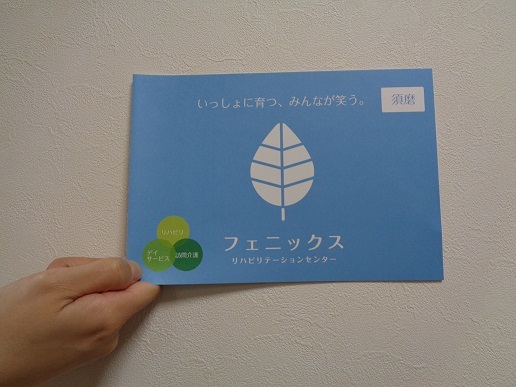 いっしょに育つ、みんなが笑う。
須磨
フェニックス
リハビリテーションセンター
リハビリ
デイ
サービス
訪問介護